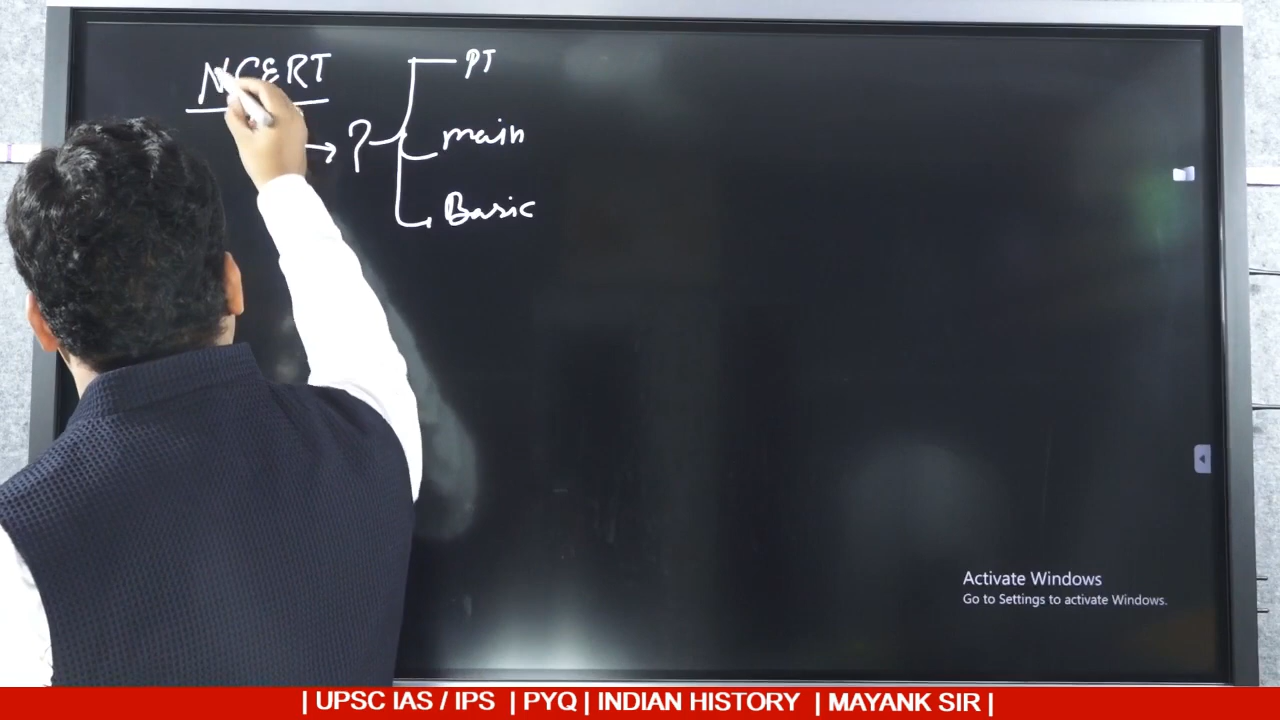 NCERT
PT
→ ?
main
Basic
Activate Windows
Go to Settings to activate Windows.
| UPSC IAS / IPS | PYQ | INDIAN HISTORY | MAYANK SIR |